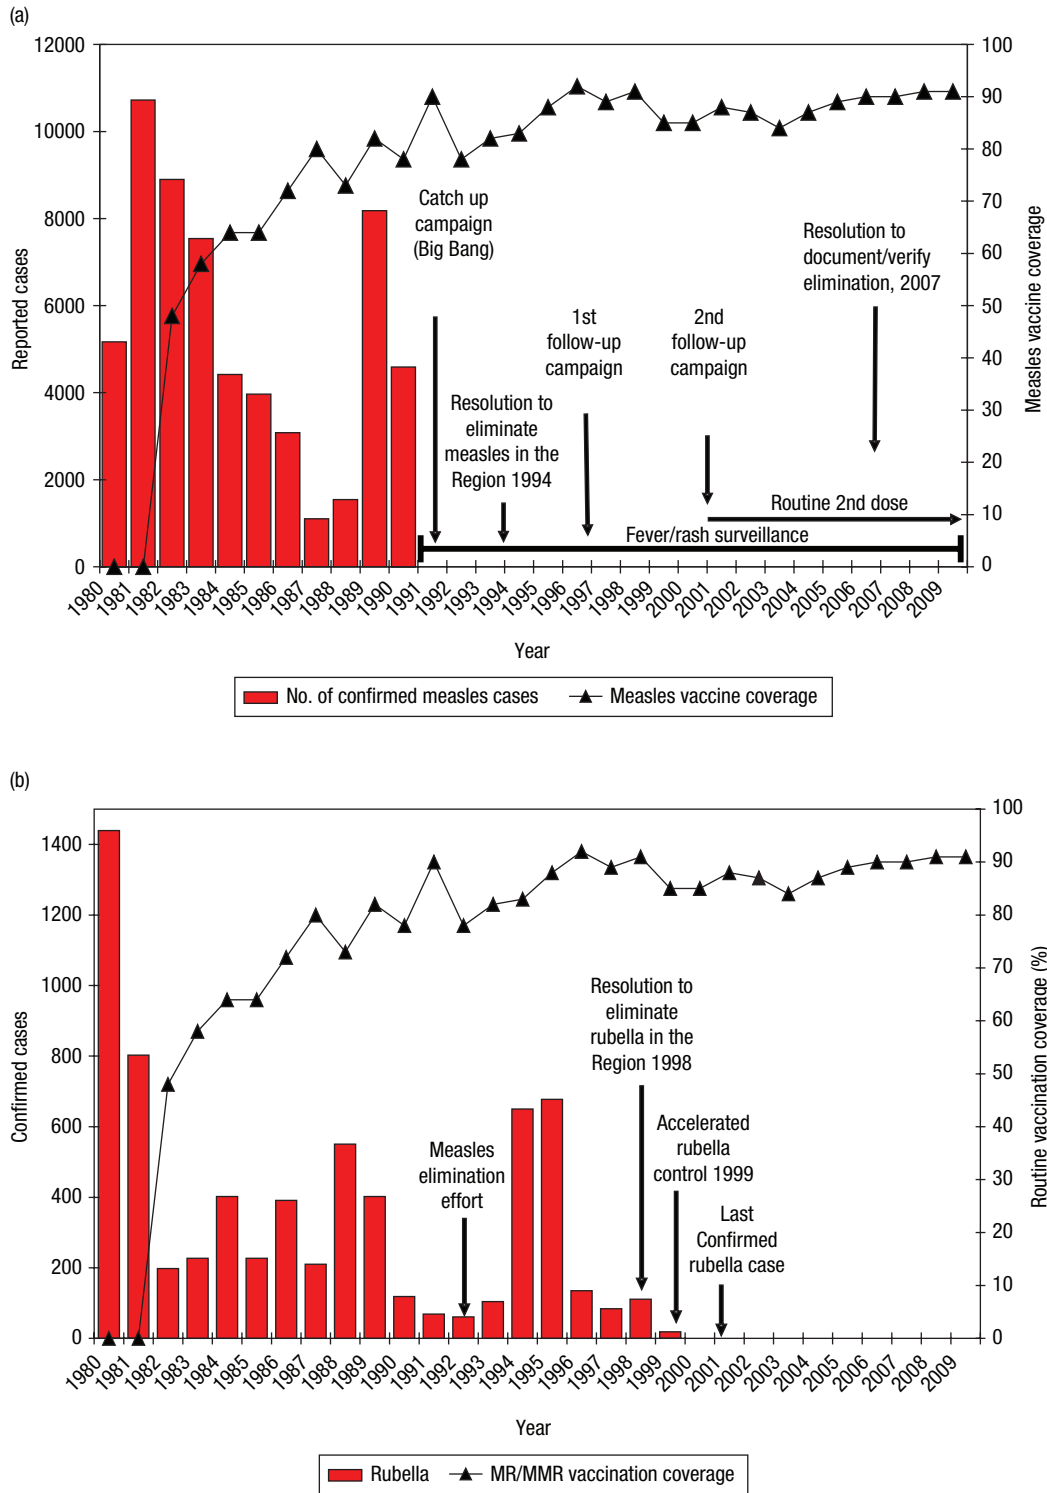 (a)
12000
10000
8000
6000
4000
2000
0
Reported cases
100
90
80
70
60
50
40
30
20
10
0
Measles vaccine coverage
Catch up
campaign
(Big Bang)
Resolution to
eliminate
measles in the
Region 1994
1st
follow-up
campaign
2nd
follow-up
campaign
Resolution to
document/verify
elimination, 2007
Routine 2nd dose
Fever/rash surveillance
1980 1981 1982 1983 1984 1985 1986 1987 1988 1989 1990 1991 1992 1993 1994 1995 1996 1997 1998 1999 2000 2001 2002 2003 2004 2005 2006 2007 2008 2009
Year
No. of confirmed measles cases Measles vaccine coverage
(b)
1400
1200
1000
800
600
400
200
0
Confirmed cases
100
90
80
70
60
50
40
30
20
10
0
Routine vaccination coverage (%)
Measles
elimination
effort
Resolution to
eliminate
rubella in the
Region 1998
Accelerated
rubella
control 1999
Last
Confirmed
rubella case
1980 1981 1982 1983 1984 1985 1986 1987 1988 1989 1990 1991 1992 1993 1994 1995 1996 1997 1998 1999 2000 2001 2002 2003 2004 2005 2006 2007 2008 2009
Year
Rubella MR/MMR vaccination coverage